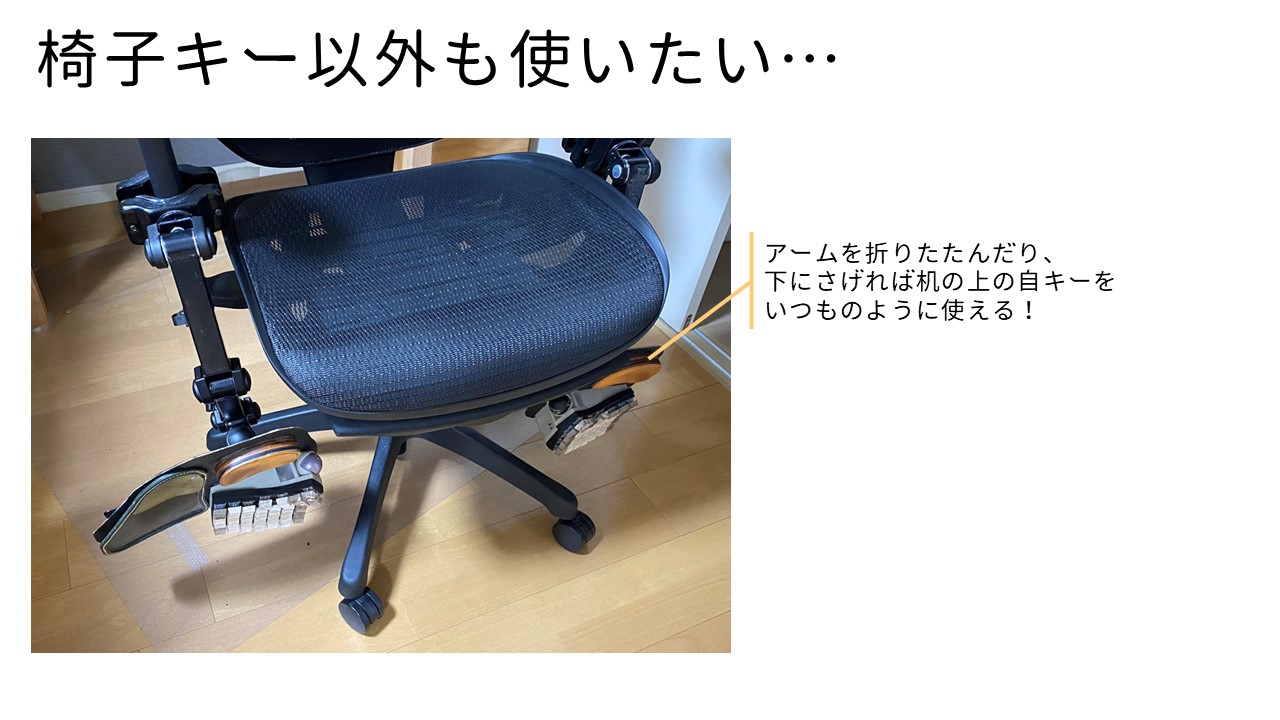 椅子キー以外も使いたい…
アームを折りたたんだり、
下にさげれば机の上の自キーを
いつものように使える！